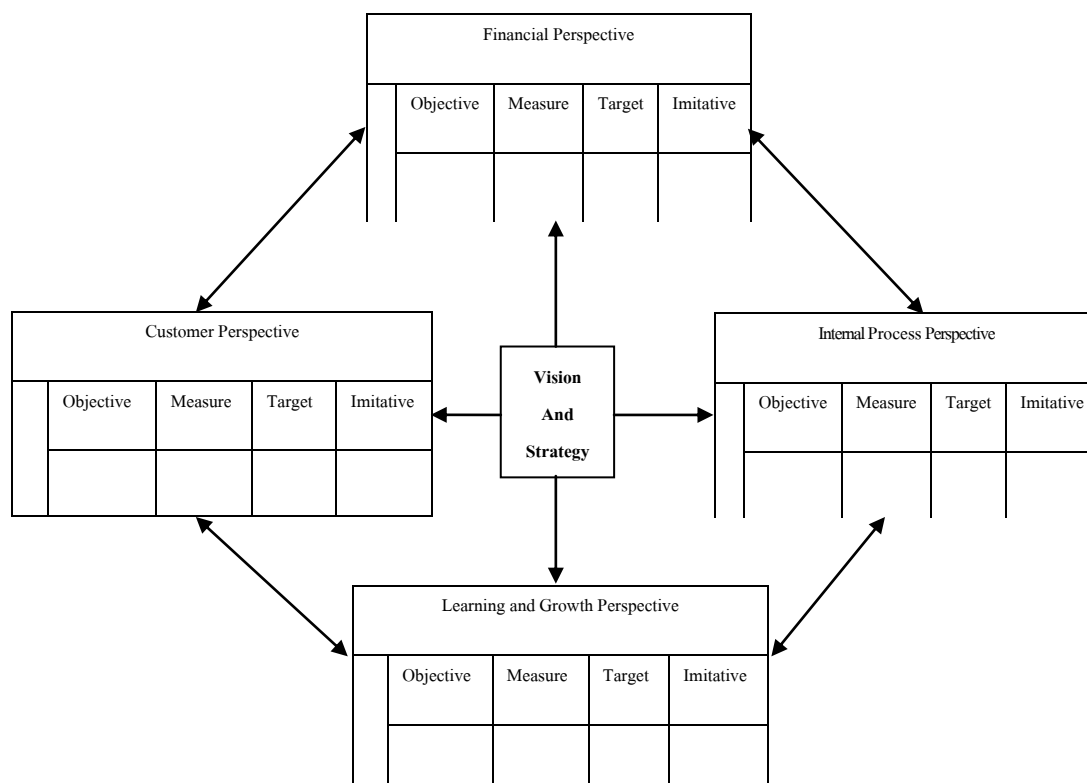 Financial Perspective
Objective Measure Target Imitative
Customer Perspective
Objective Measure Target Imitative
Vision
And
Strategy
Internal Process Perspective
Objective Measure Target Imitative
Learning and Growth Perspective
Objective Measure Target Imitative